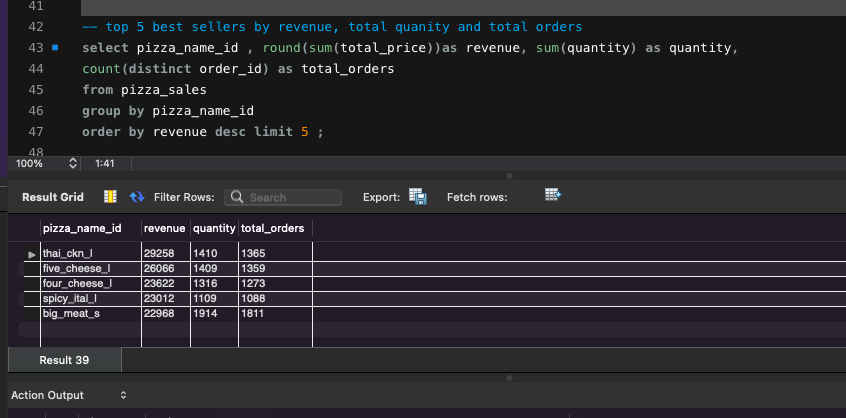 41
42 -- top 5 best sellers by revenue, total quanity and total orders
43 select pizza_name_id , round(sum(total_price))as revenue, sum(quantity) as quantity,
44 count(distinct order_id) as total_orders
45 from pizza_sales
46 group by pizza_name_id
47 order by revenue desc limit 5 ;
48
100% 1:41
Result Grid Filter Rows: Search Export: Fetch rows:
pizza_name_id revenue quantity total_orders
thai_ckn_l 29258 1410 1365
five_cheese_l 26066 1409 1359
four_cheese_l 23622 1316 1273
spicy_ital_l 23012 1109 1088
big_meat_s 22968 1914 1811
Result 39
Action Output